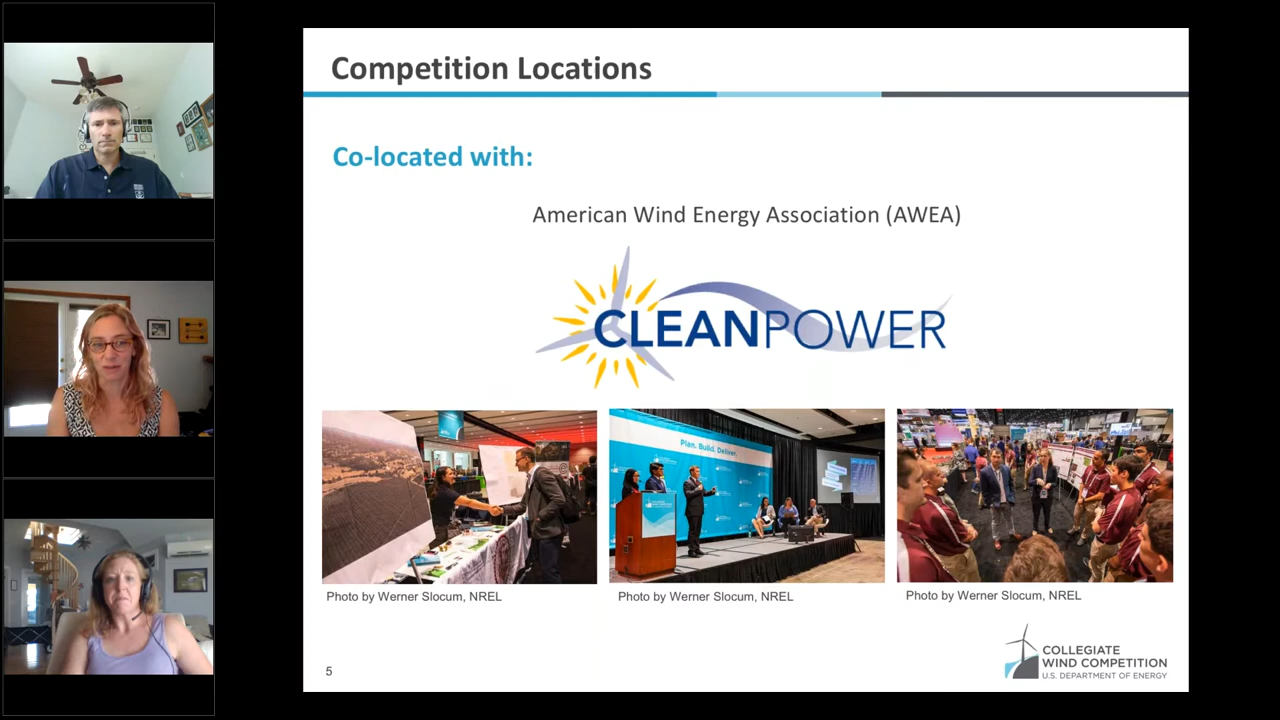 Competition Locations
Co-located with:
American Wind Energy Association (AWEA)
CLEANPOWER
Plan. Build. Deliver.
Photo by Werner Slocum, NREL
Photo by Werner Slocum, NREL
Photo by Werner Slocum, NREL
5
COLLEGIATE
WIND COMPETITION
U.S. DEPARTMENT OF ENERGY